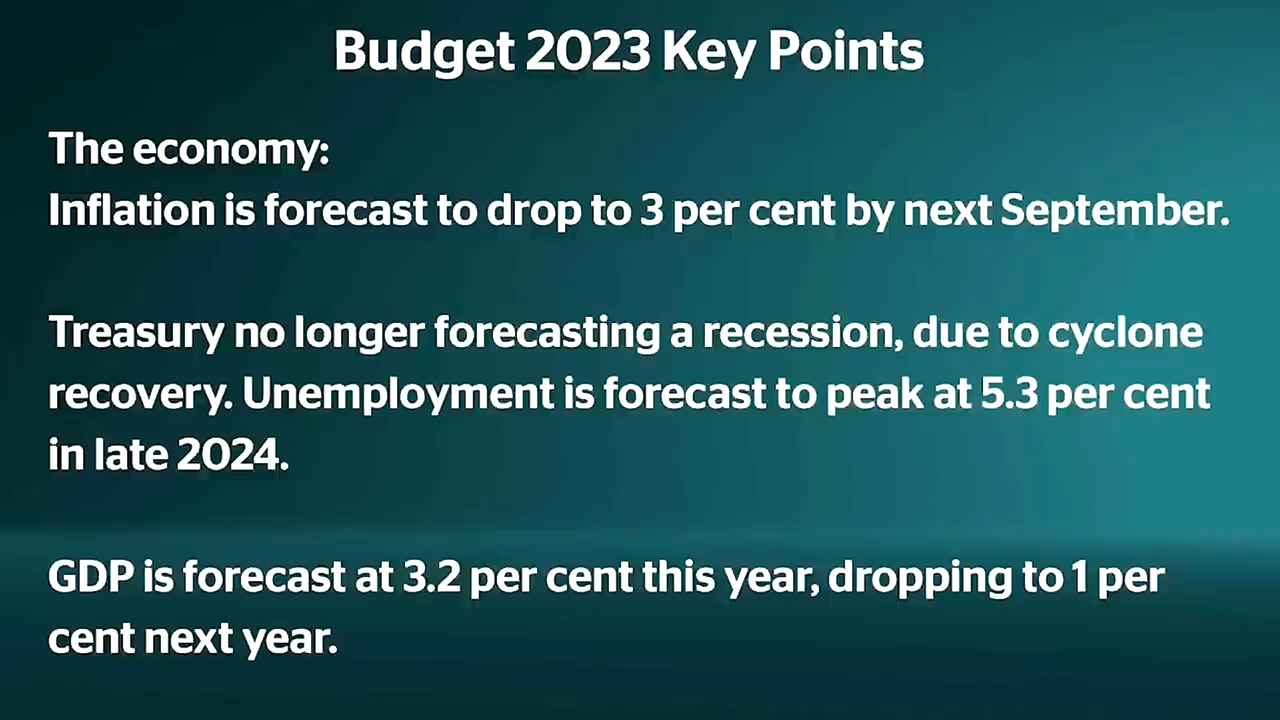 Budget 2023 Key Points
The economy:
Inflation is forecast to drop to 3 per cent by next September.
Treasury no longer forecasting a recession, due to cyclone
recovery. Unemployment is forecast to peak at 5.3 per cent
in late 2024.
GDP is forecast at 3.2 per cent this year, dropping to 1 per
cent next year.